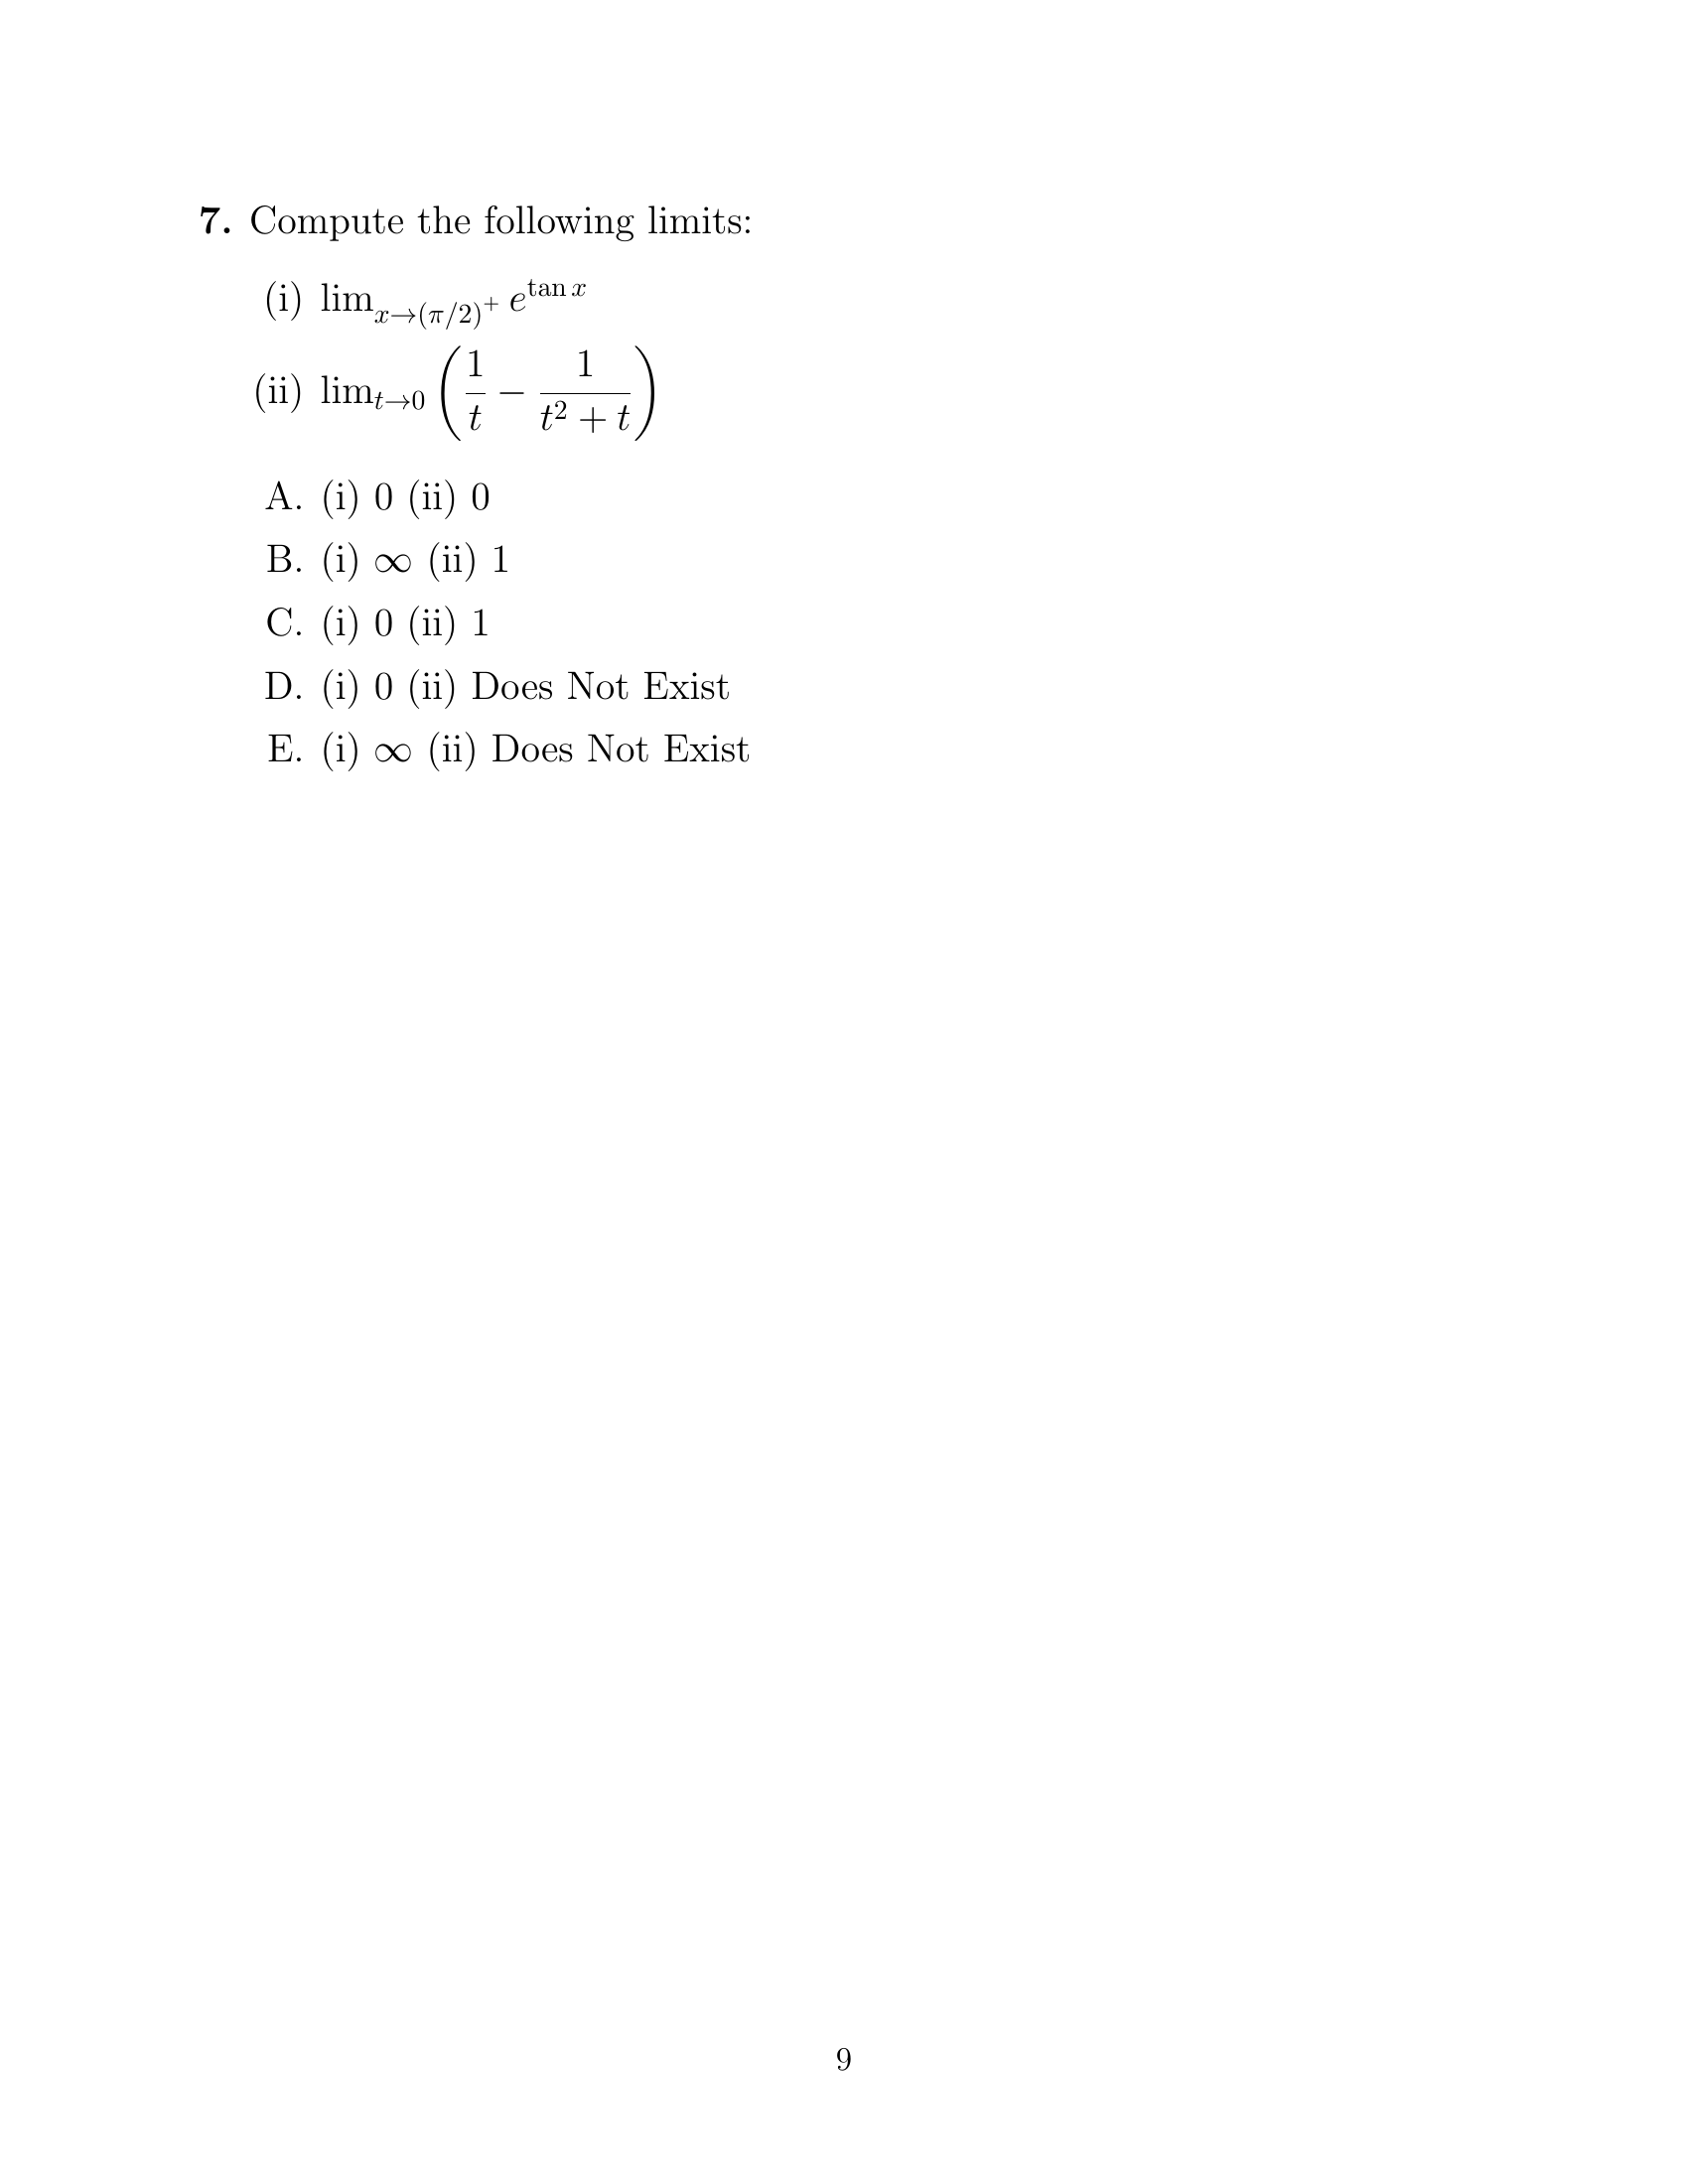 7. Compute the following limits:
(i) $\lim_{x \to (\pi/2)^+} e^{\tan x}$
(ii) $\lim_{t \to 0} \left( \frac{1}{t} - \frac{1}{t^2 + t} \right)$
A. (i) 0 (ii) 0
B. (i) ∞ (ii) 1
C. (i) 0 (ii) 1
D. (i) 0 (ii) Does Not Exist
E. (i) ∞ (ii) Does Not Exist
9